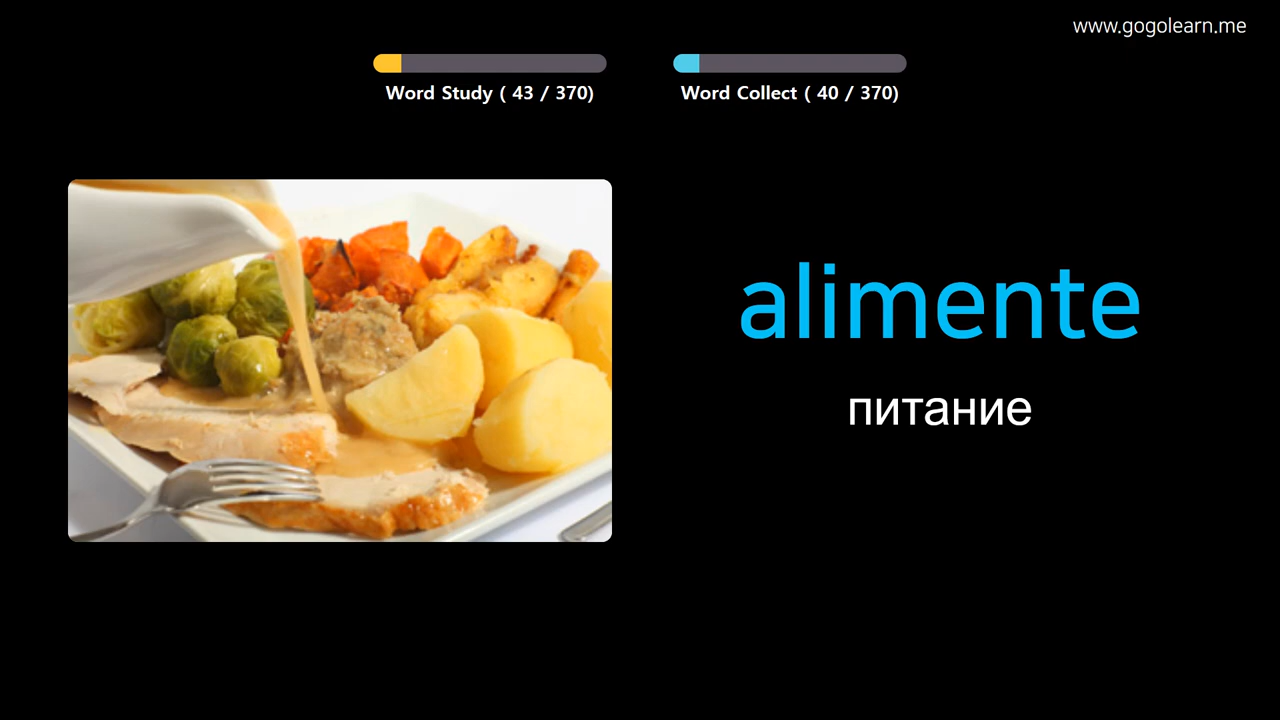 www.gogolearn.me
Word Study ( 43 / 370)
Word Collect ( 40 / 370)
alimente
питание